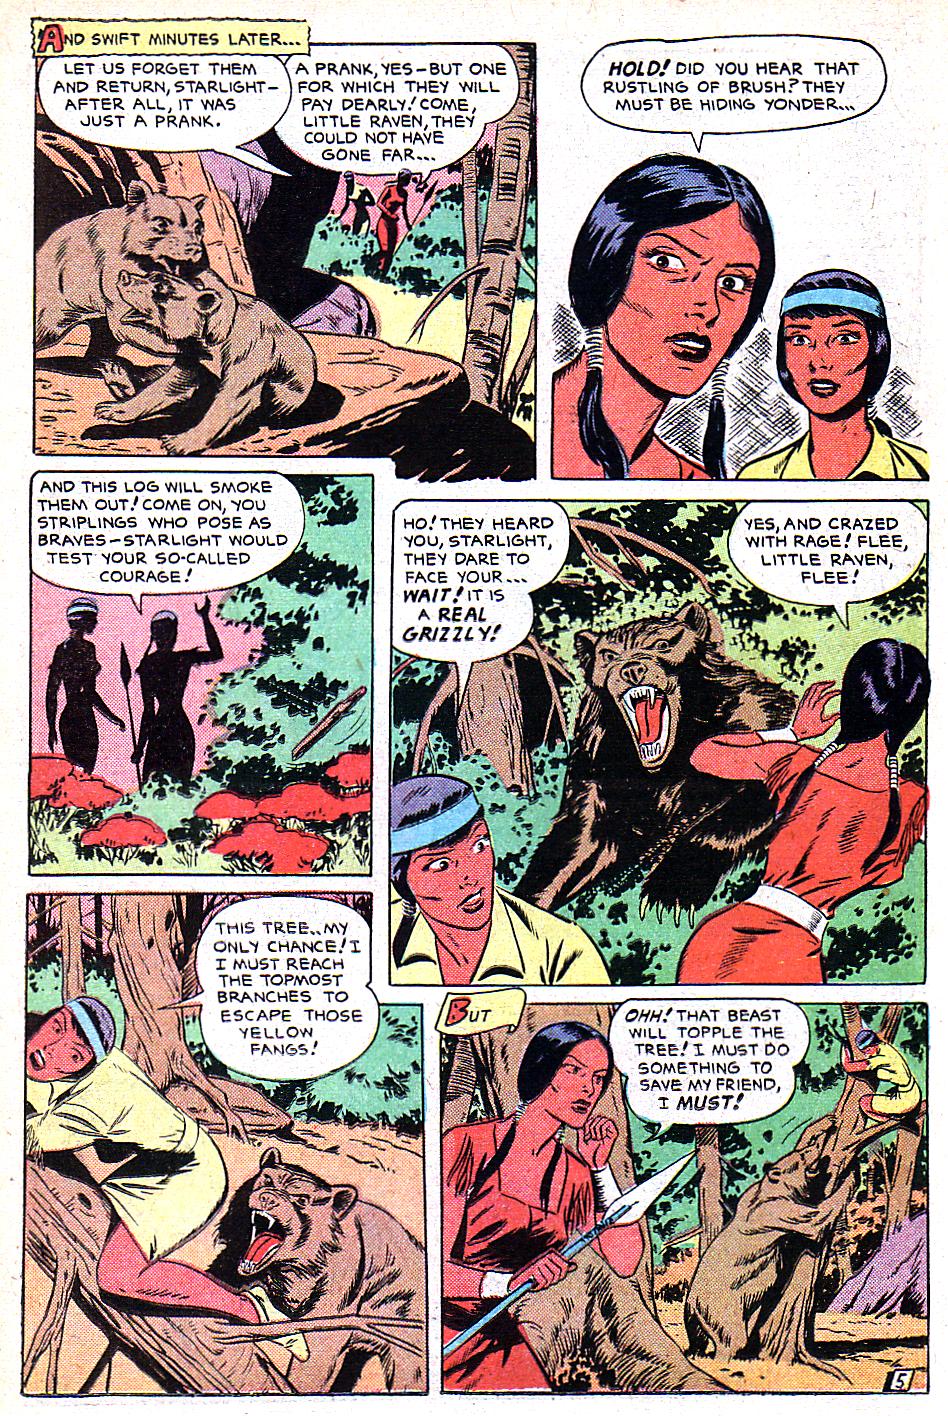 AND SWIFT MINUTES LATER...
LET US FORGET THEM
AND RETURN, STARLIGHT-
AFTER ALL, IT WAS
JUST A PRANK.
A PRANK, YES-BUT ONE
FOR WHICH THEY WILL
PAY DEARLY! COME,
LITTLE RAVEN, THEY
COULD NOT HAVE
GONE FAR...
HOLD! DID YOU HEAR THAT
RUSTLING OF BRUSH? THEY
MUST BE HIDING YONDER...
AND THIS LOG WILL SMOKE
THEM OUT! COME ON, YOU
STRIPLINGS WHO POSE AS
BRAVES-STARLIGHT WOULD
TEST YOUR SO-CALLED
COURAGE!
HO! THEY HEARD
YOU, STARLIGHT,
THEY DARE TO
FACE YOUR...
WAIT! IT IS
A REAL
GRIZZLY!
YES, AND CRAZED
WITH RAGE! FLEE,
LITTLE RAVEN,
FLEE!
THIS TREE..MY
ONLY CHANCE! I
I MUST REACH
THE TOPMOST
BRANCHES TO
ESCAPE THOSE
YELLOW
FANGS!
BUT
OHH! THAT BEAST
WILL TOPPLE THE
TREE! I MUST DO
SOMETHING TO
SAVE MY FRIEND,
I MUST!
5